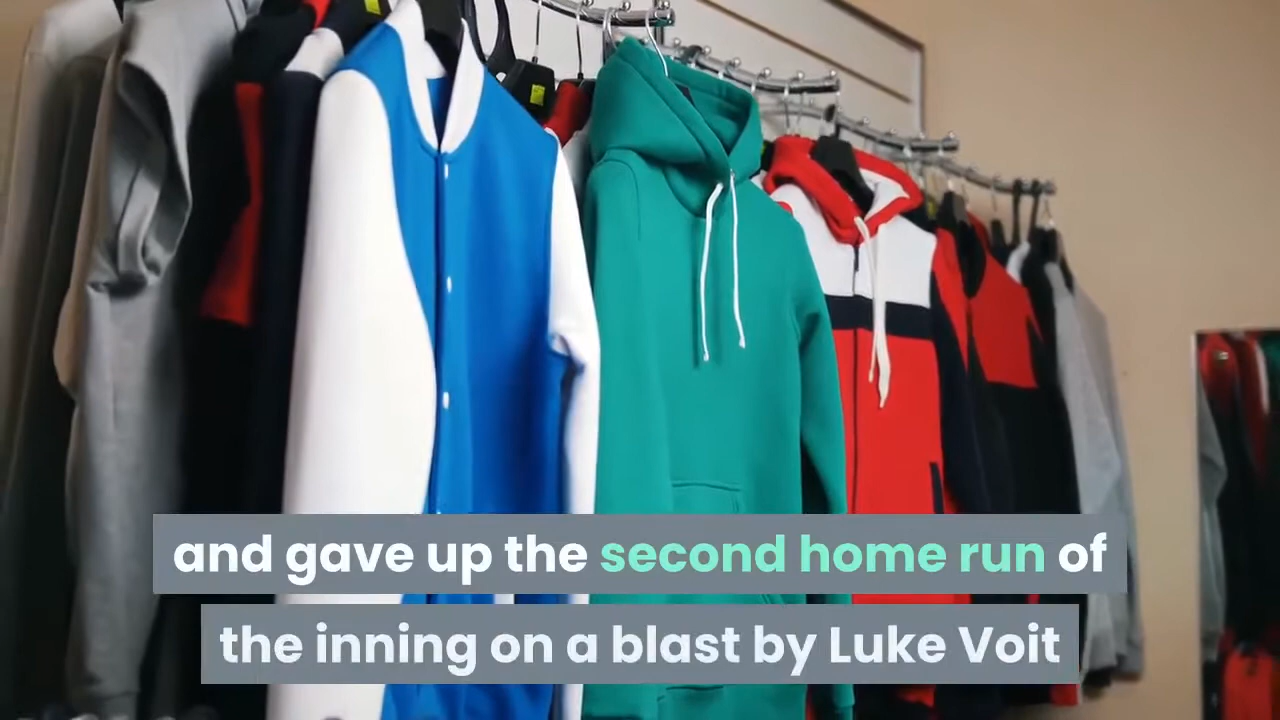 and gave up the second home run of
the inning on a blast by Luke Voit